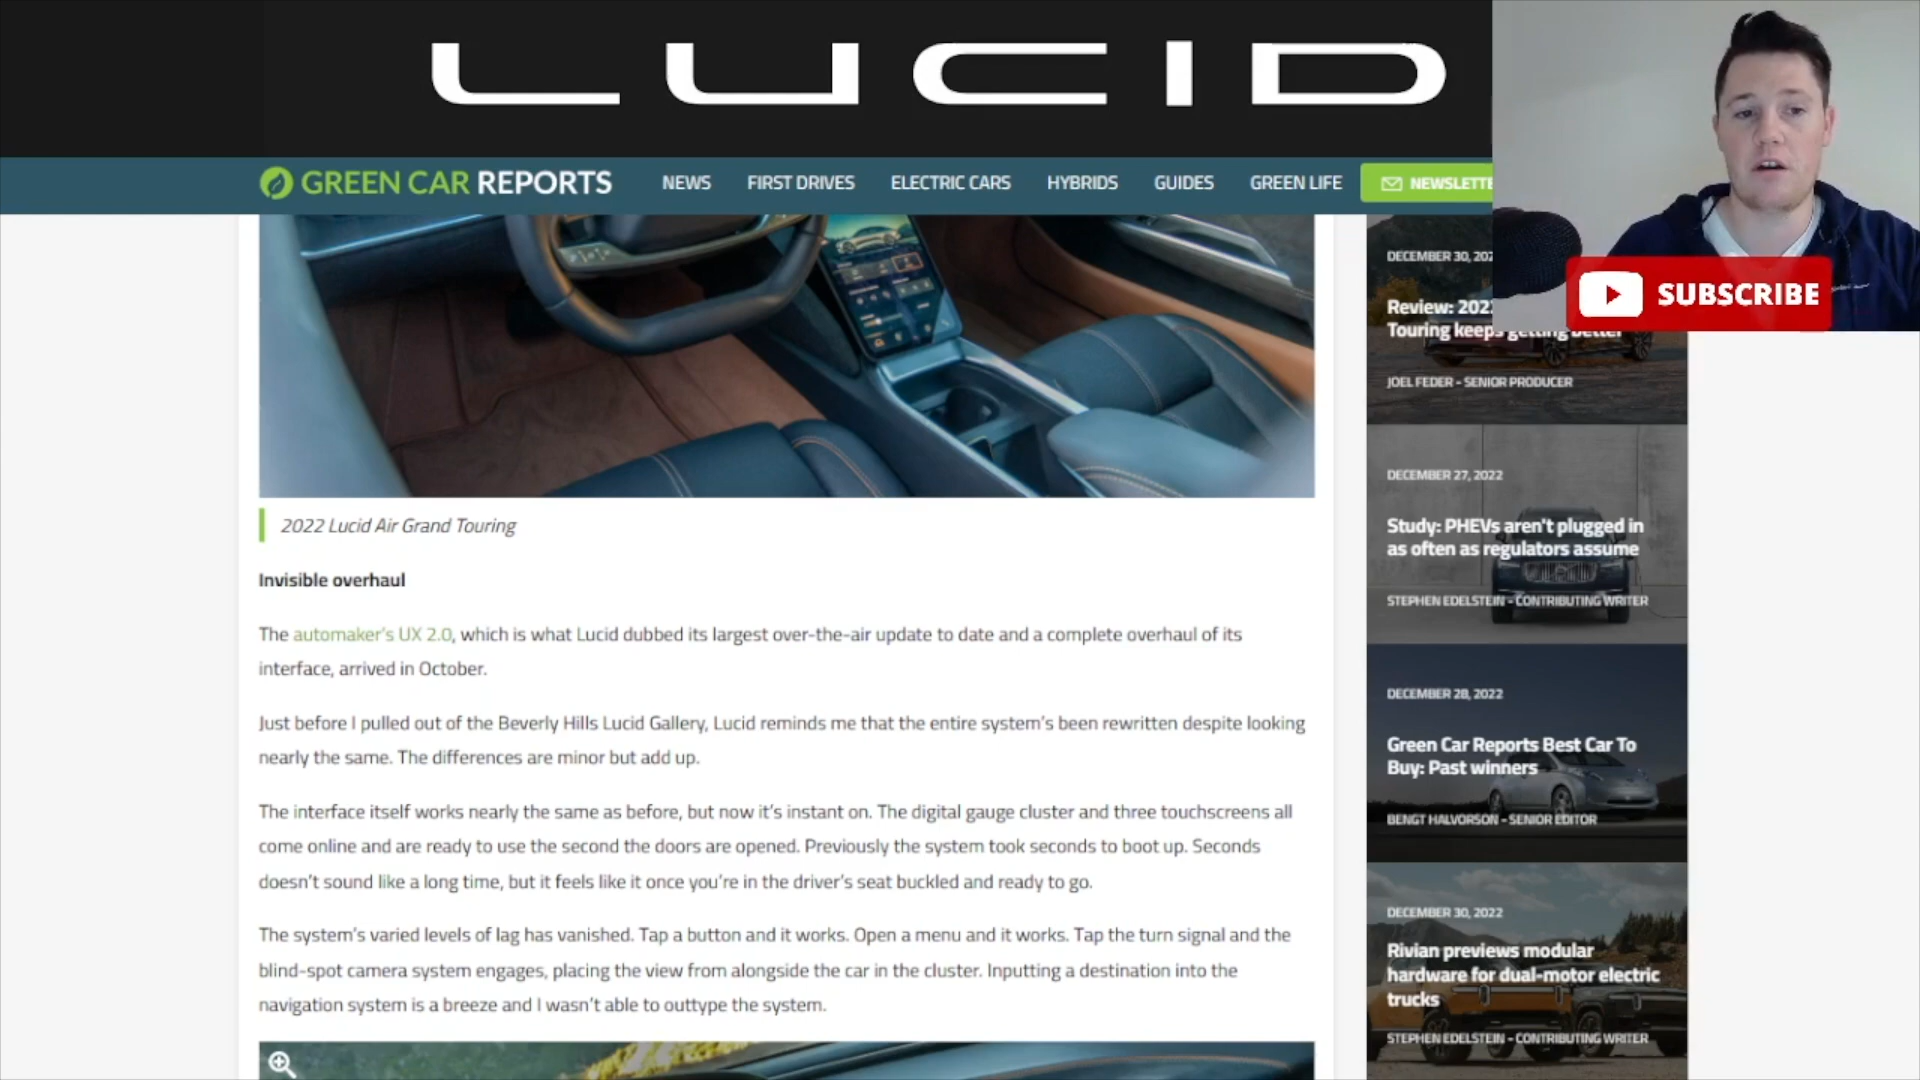 LUCID
GREEN CAR REPORTS
NEWS
FIRST DRIVES
ELECTRIC CARS
HYBRIDS
GUIDES
GREEN LIFE
NEWSLETTE
2022 Lucid Air Grand Touring
Invisible overhaul
The automaker's UX 2.0, which is what Lucid dubbed its largest over-the-air update to date and a complete overhaul of its
interface, arrived in October.
Just before I pulled out of the Beverly Hills Lucid Gallery, Lucid reminds me that the entire system's been rewritten despite looking
nearly the same. The differences are minor but add up.
The interface itself works nearly the same as before, but now it's instant on. The digital gauge cluster and three touchscreens all
come online and are ready to use the second the doors are opened. Previously the system took seconds to boot up. Seconds
doesn't sound like a long time, but it feels like it once you're in the driver's seat buckled and ready to go.
The system's varied levels of lag has vanished. Tap a button and it works. Open a menu and it works. Tap the turn signal and the
blind-spot camera system engages, placing the view from alongside the car in the cluster. Inputting a destination into the
navigation system is a breeze and I wasn't able to outtype the system.
SUBSCRIBE
DECEMBER 30, 202
Review: 202
Touring keeps getting better
JOEL FEDER - SENIOR PRODUCER
DECEMBER 27, 2022
Study: PHEVs aren't plugged in
as often as regulators assume
STEPHEN EDELSTEIN - CONTRIBUTING WRITER
DECEMBER 28, 2022
Green Car Reports Best Car To
Buy: Past winners
BENGT HALVORSON - SENIOR EDITOR
DECEMBER 30, 2022
Rivian previews modular
hardware for dual-motor electric
trucks
STEPHEN EDELSTEIN - CONTRIBUTING WRITER